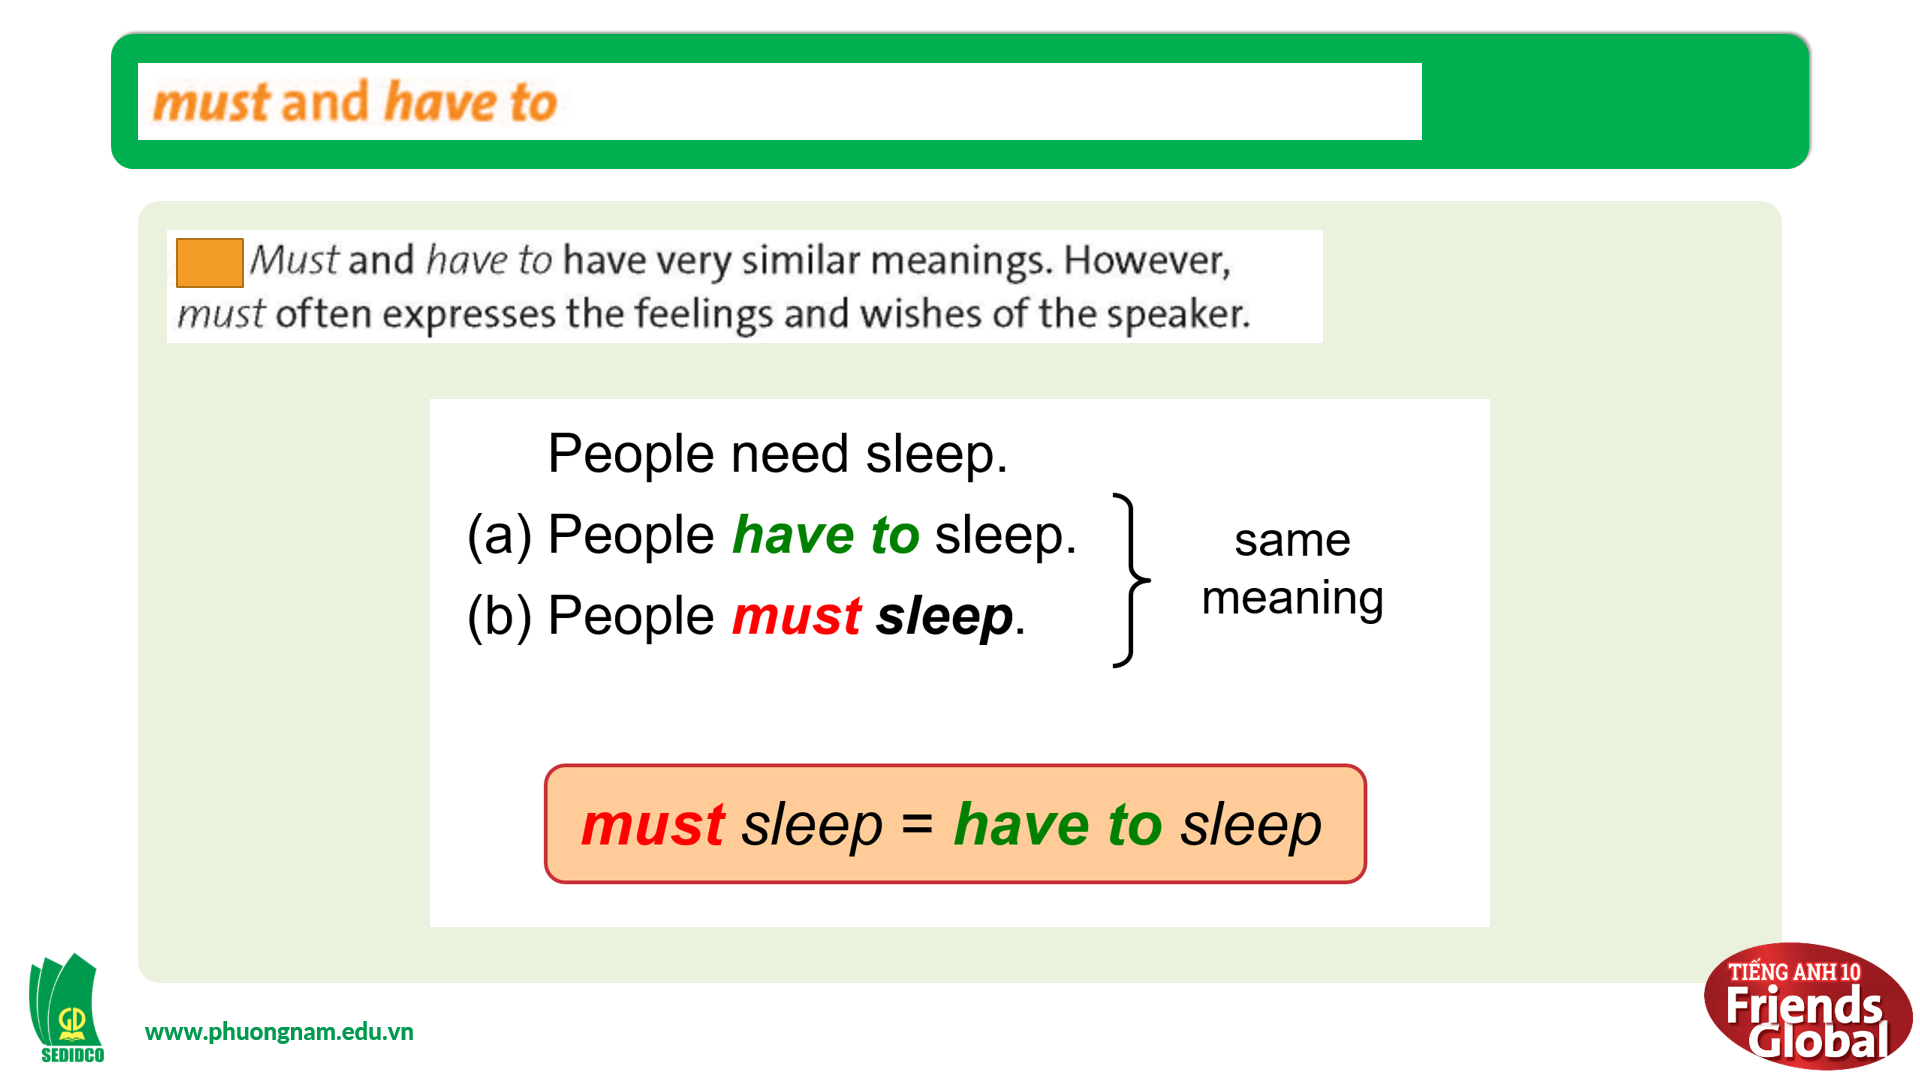 must and have to
Must and have to have very similar meanings. However,
must often expresses the feelings and wishes of the speaker.
People need sleep.
(a) People have to sleep.
(b) People must sleep.
same
meaning
must sleep = have to sleep
GD
SEDIDCO
www.phuongnam.edu.vn
TIẾNG ANH 10
Friends
Global